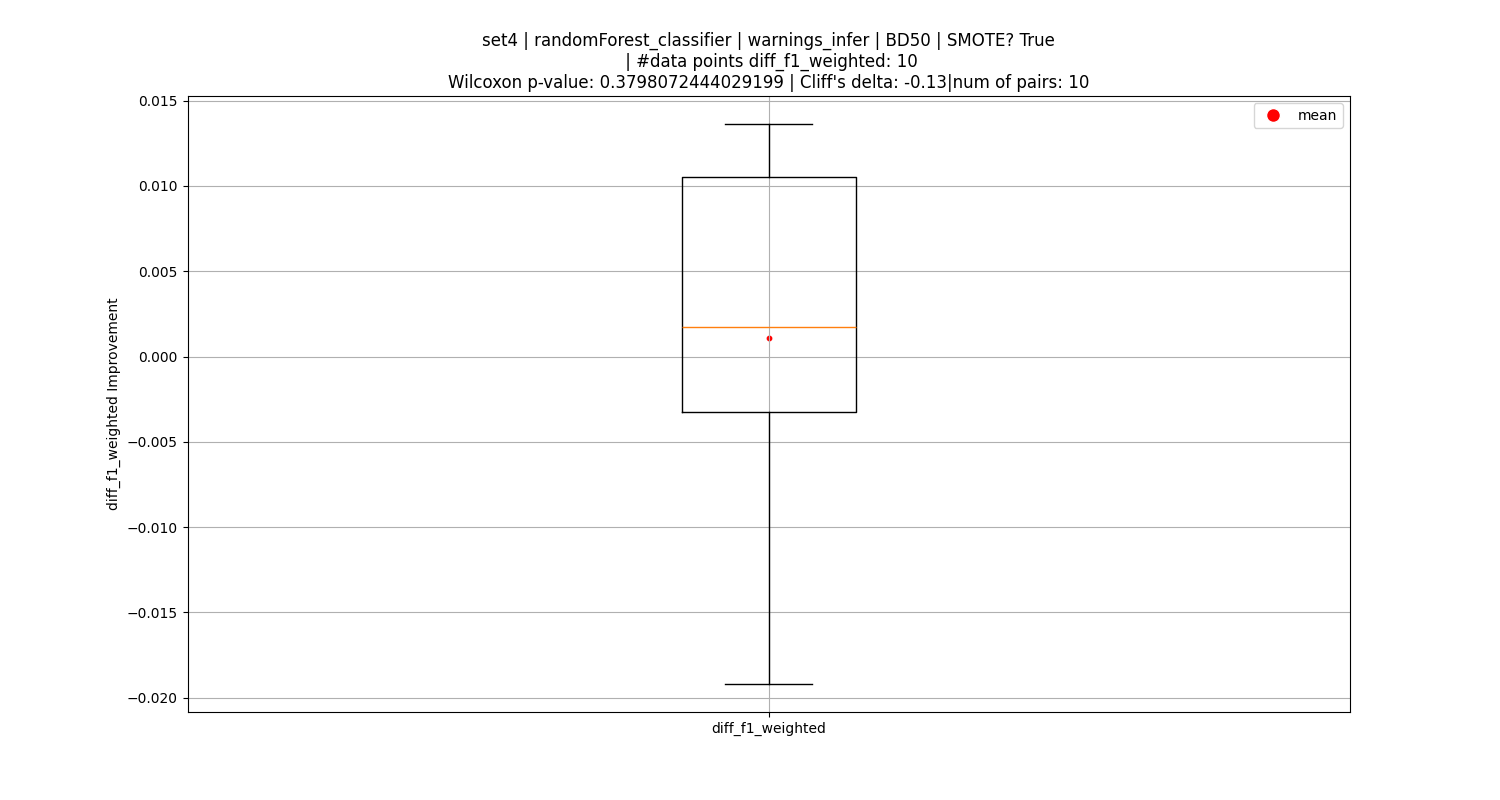 set4 | randomForest_classifier | warnings_infer | BD50 | SMOTE? True
| #data points diff_f1_weighted: 10
Wilcoxon p-value: 0.3798072444029199 | Cliff's delta: -0.13|num of pairs: 10
mean
0.015
0.010
0.005
0.000
−0.005
−0.010
−0.015
−0.020
diff_f1_weighted Improvement
diff_f1_weighted